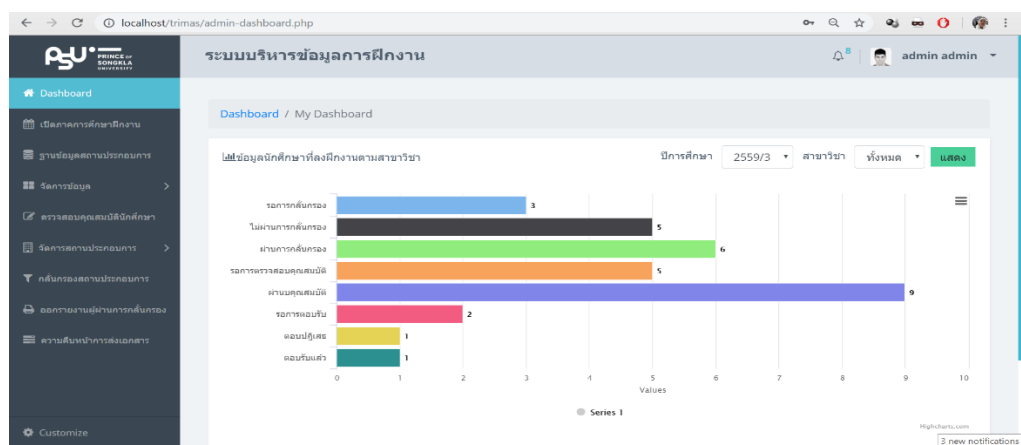 localhost/trimas/admin-dashboard.php
PSU PRINCE OF SONGKLA UNIVERSITY
ระบบบริหารข้อมูลการฝึกงาน
8
admin admin
Dashboard
เปิดภาคการศึกษาฝึกงาน
ฐานข้อมูลสถานประกอบการ
จัดการข้อมูล
ตรวจสอบคุณสมบัตินักศึกษา
จัดการสถานประกอบการ
กลั่นกรองสถานประกอบการ
ออกรายงานผู้ผ่านการกลั่นกรอง
ความคืบหน้าการส่งเอกสาร
Customize
Dashboard / My Dashboard
ข้อมูลนักศึกษาที่ลงฝึกงานตามสาขาวิชา
ปีการศึกษา 2559/3 สาขาวิชา ทั้งหมด แสดง
รอการกลั่นกรอง 3
ไม่ผ่านการกลั่นกรอง 5
ผ่านการกลั่นกรอง 6
รอการตรวจสอบคุณสมบัติ 5
ผ่านบคุณสมบัติ 9
รอการตอบรับ 2
ตอบปฏิเสธ 1
ตอบรับแล้ว 1
0 1 2 3 4 5 6 7 8 9 10
Values
Series 1
Highcharts.com
3 new notifications